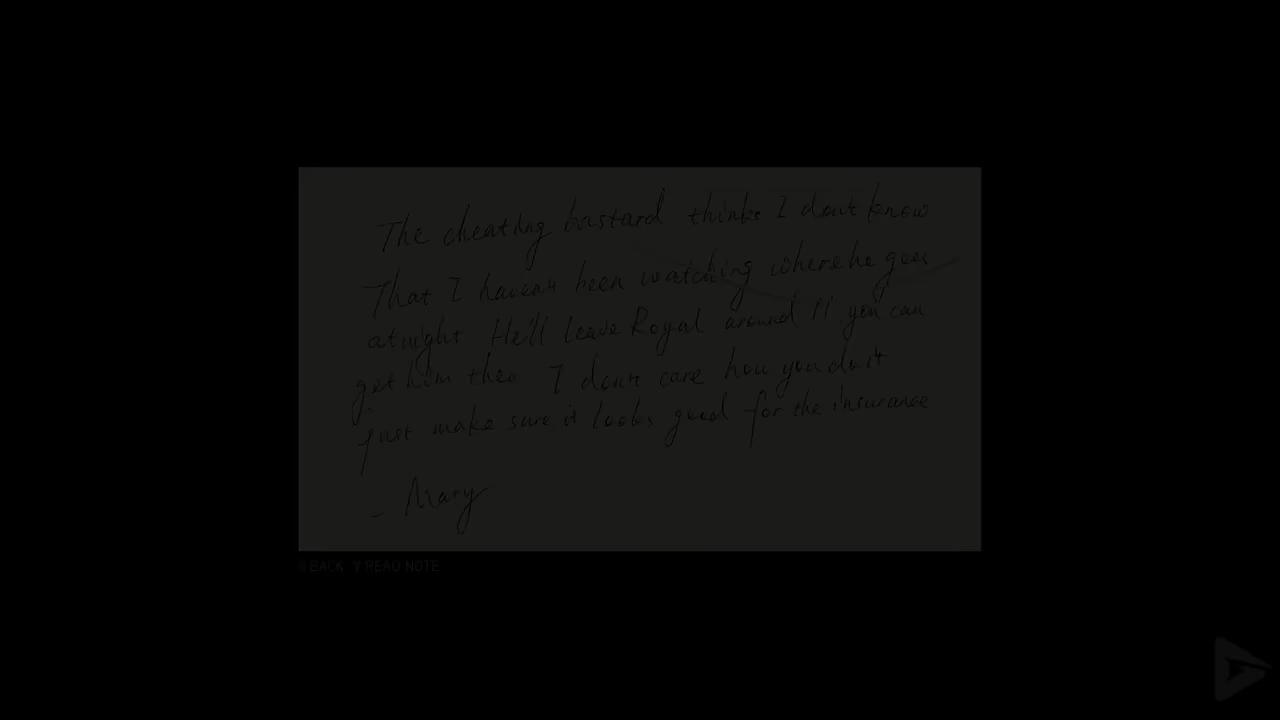 The cheating bastard thinks I don't know
That I haven't been watching where he goes
at night He'll leave Royal around 11 you can
get him then I don't care how you do it
just make sure it looks good for the insurance
- Mary
BACK Y READ NOTE